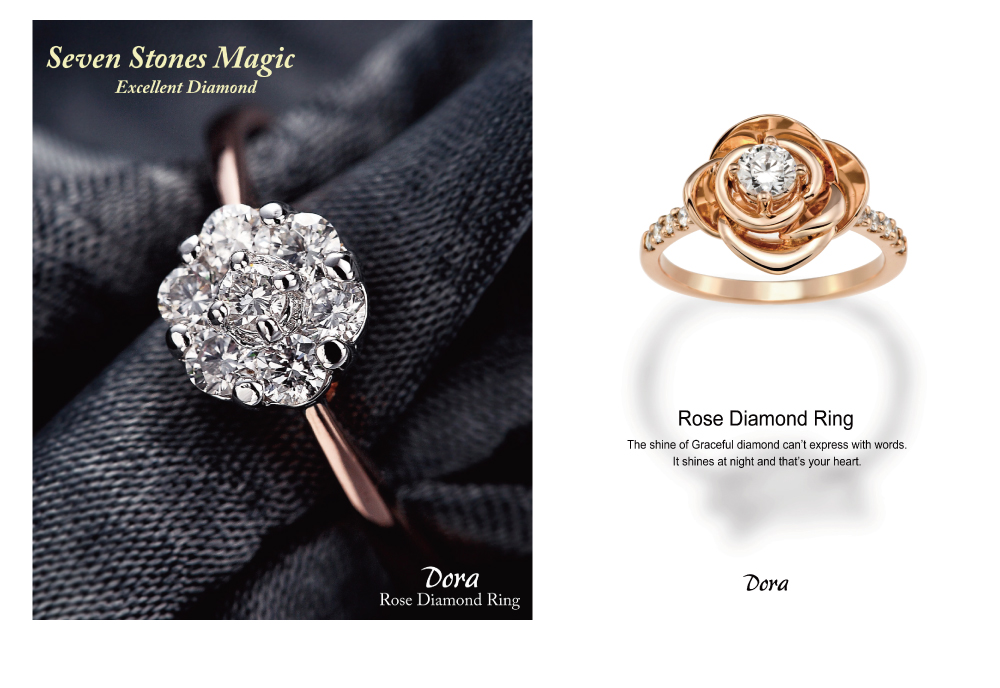 Seven Stones Magic
Excellent Diamond
Dora
Rose Diamond Ring
Rose Diamond Ring
The shine of Graceful diamond can't express with words.
It shines at night and that's your heart.
Dora